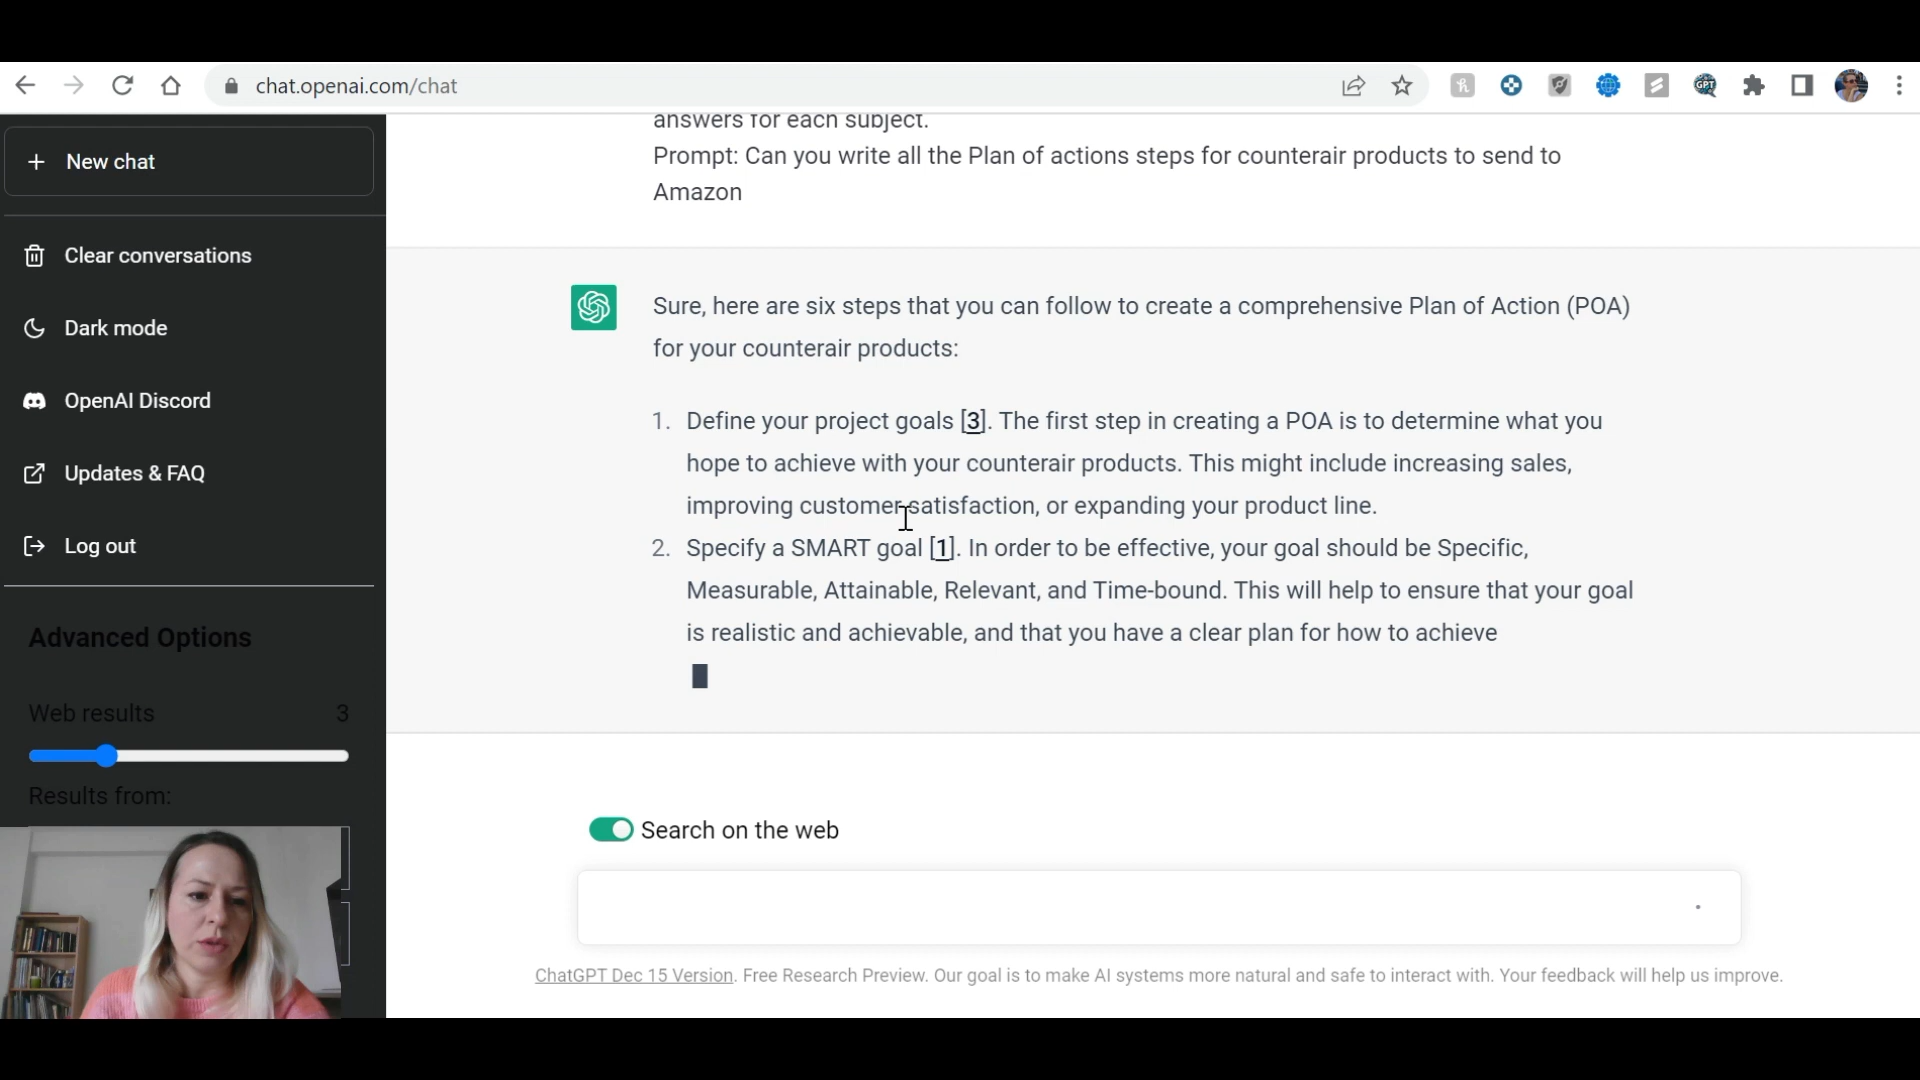 chat.openai.com/chat
New chat
Clear conversations
Dark mode
OpenAI Discord
Updates & FAQ
Log out
Advanced Options
Web results 3
Results from:
answers for each subject.
Prompt: Can you write all the Plan of actions steps for counterair products to send to
Amazon
Sure, here are six steps that you can follow to create a comprehensive Plan of Action (POA)
for your counterair products:
1. Define your project goals [3]. The first step in creating a POA is to determine what you
hope to achieve with your counterair products. This might include increasing sales,
improving customer satisfaction, or expanding your product line.
2. Specify a SMART goal [1]. In order to be effective, your goal should be Specific,
Measurable, Attainable, Relevant, and Time-bound. This will help to ensure that your goal
is realistic and achievable, and that you have a clear plan for how to achieve
Search on the web
ChatGPT Dec 15 Version. Free Research Preview. Our goal is to make AI systems more natural and safe to interact with. Your feedback will help us improve.
GPT